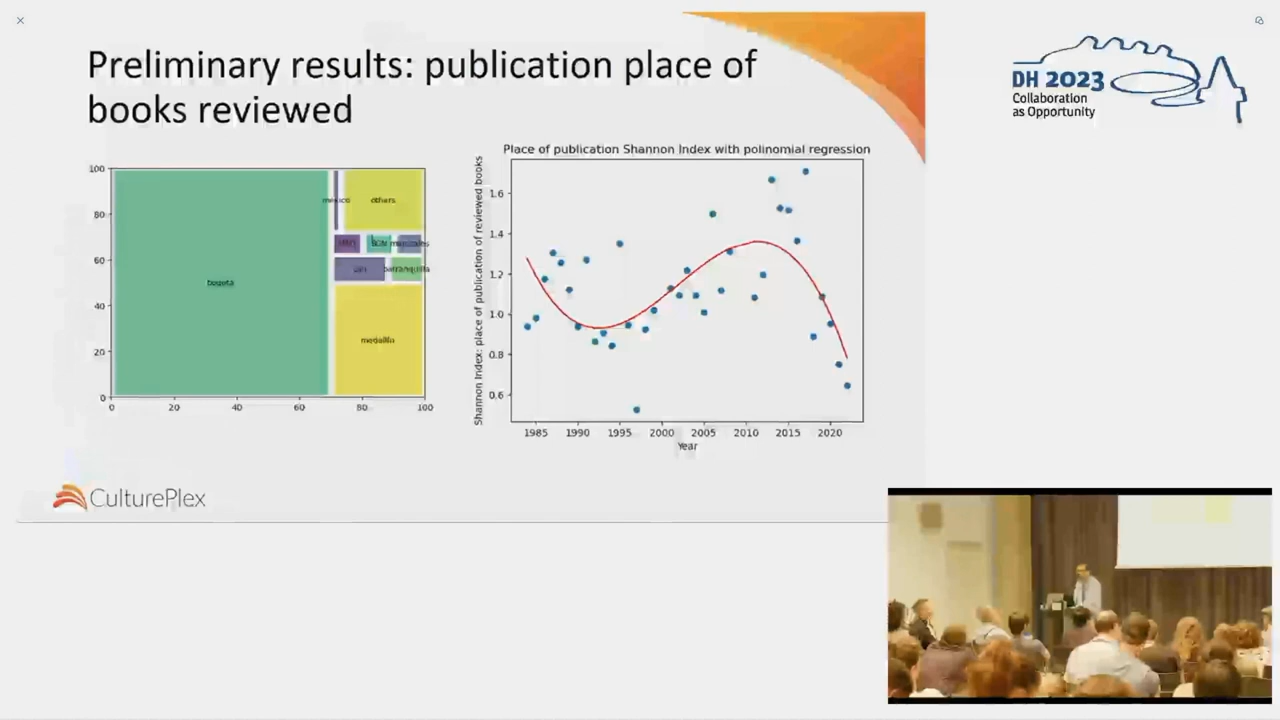 Preliminary results: publication place of
books reviewed
DH 2023
Collaboration
as Opportunity
100
80
60
40
20
0
0 20 40 60 80 100
mexico
others
manizales
cali
barranquilla
bogotá
medellín
Place of publication Shannon Index with polinomial regression
Shannon Index: place of publication of reviewed books
1.6
1.4
1.2
1.0
0.8
0.6
1985 1990 1995 2000 2005 2010 2015 2020
Year
CulturePlex